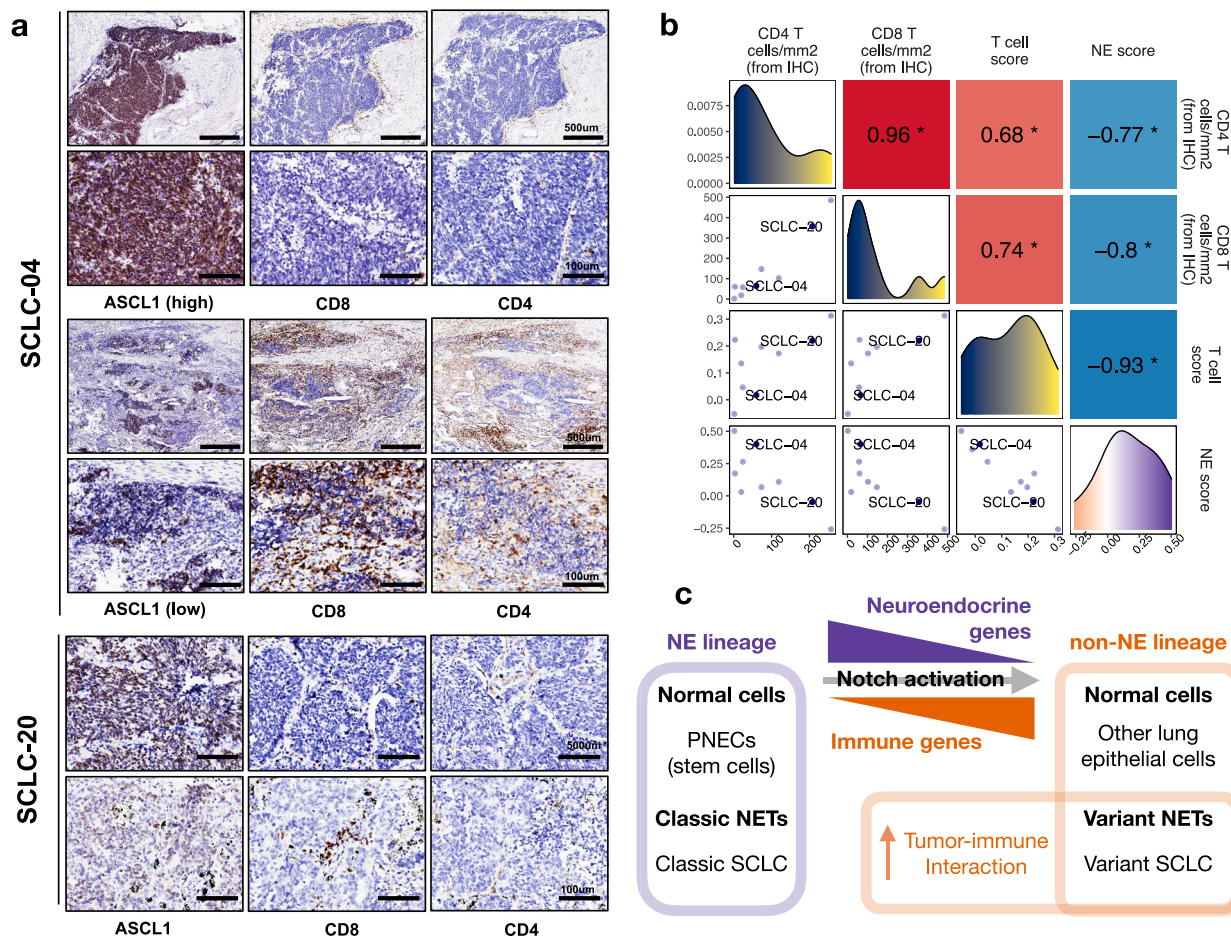 a
SCLC-04
500um
100um
ASCL1 (high)
CD8
CD4
500um
100um
ASCL1 (low)
CD8
CD4
SCLC-20
500um
100um
ASCL1
CD8
CD4
b
CD4 T
cells/mm2
(from IHC)
CD8 T
cells/mm2
(from IHC)
T cell
score
NE score
0.0075
0.0050
0.0025
0.0000
0.96 *
0.68 *
−0.77 *
CD4 T
cells/mm2
(from IHC)
500
400
300
200
100
0
SCLC−20
SCLC−04
0.74 *
−0.8 *
CD8 T
cells/mm2
(from IHC)
0.3
0.2
0.1
0.0
SCLC−20
SCLC−04
SCLC−20
SCLC−04
−0.93 *
T cell
score
0.50
0.25
0.00
−0.25
SCLC−04
SCLC−20
SCLC−04
SCLC−20
SCLC−04
SCLC−20
NE score
0
100
200
0
100
200
300
400
500
0.0
0.1
0.2
0.3
−0.25
0.00
0.25
0.50
c
Neuroendocrine
genes
NE lineage
non-NE lineage
Notch activation
Normal cells
Normal cells
PNECs
(stem cells)
Immune genes
Other lung
epithelial cells
Classic NETs
Variant NETs
Classic SCLC
Tumor-immune
Interaction
Variant SCLC